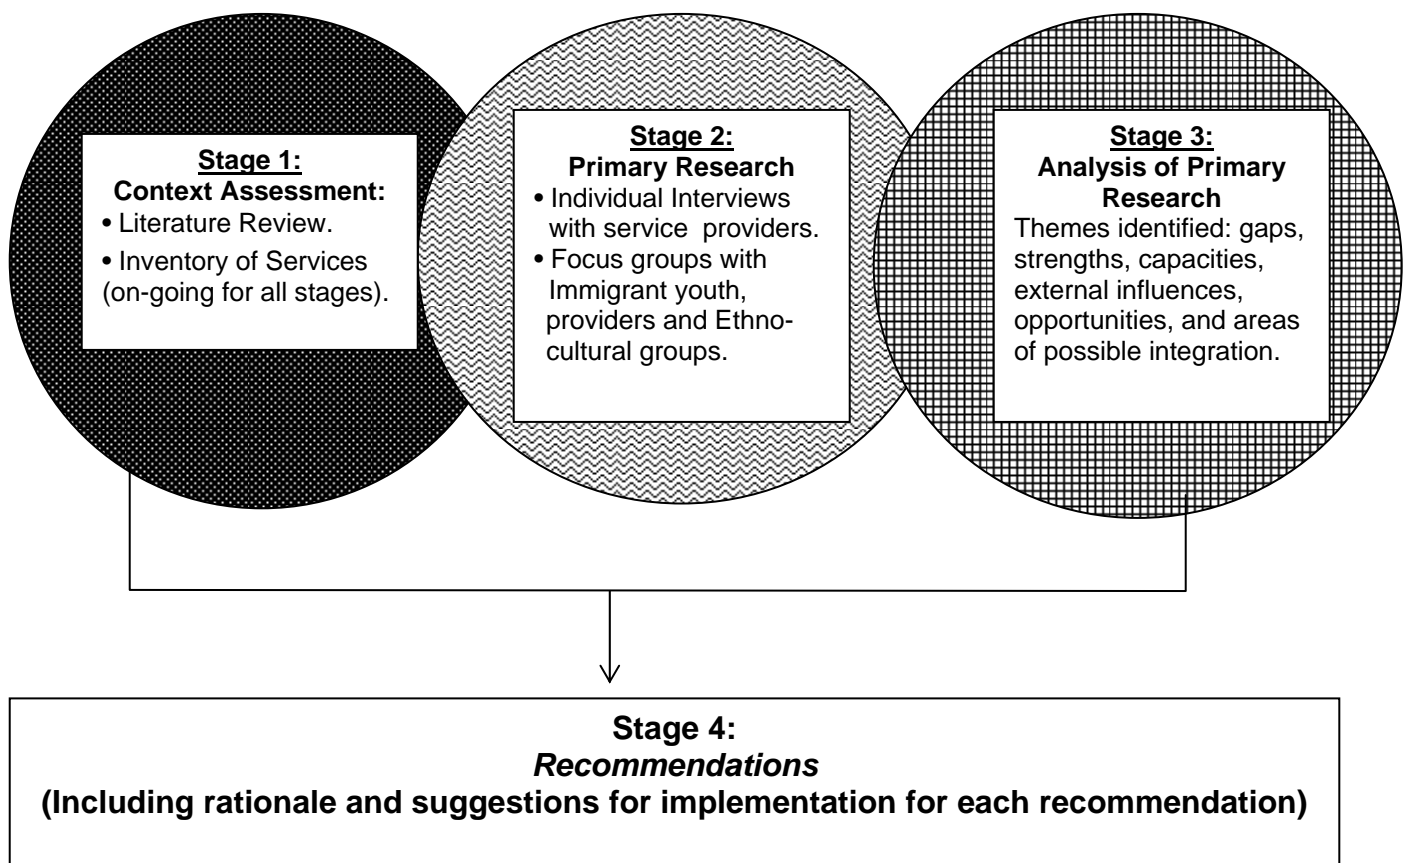 Stage 1:
Context Assessment:
• Literature Review.
• Inventory of Services
(on-going for all stages).
Stage 2:
Primary Research
• Individual Interviews
with service providers.
• Focus groups with
Immigrant youth,
providers and Ethno-
cultural groups.
Stage 3:
Analysis of Primary
Research
Themes identified: gaps,
strengths, capacities,
external influences,
opportunities, and areas
of possible integration.
Stage 4:
Recommendations
(Including rationale and suggestions for implementation for each recommendation)